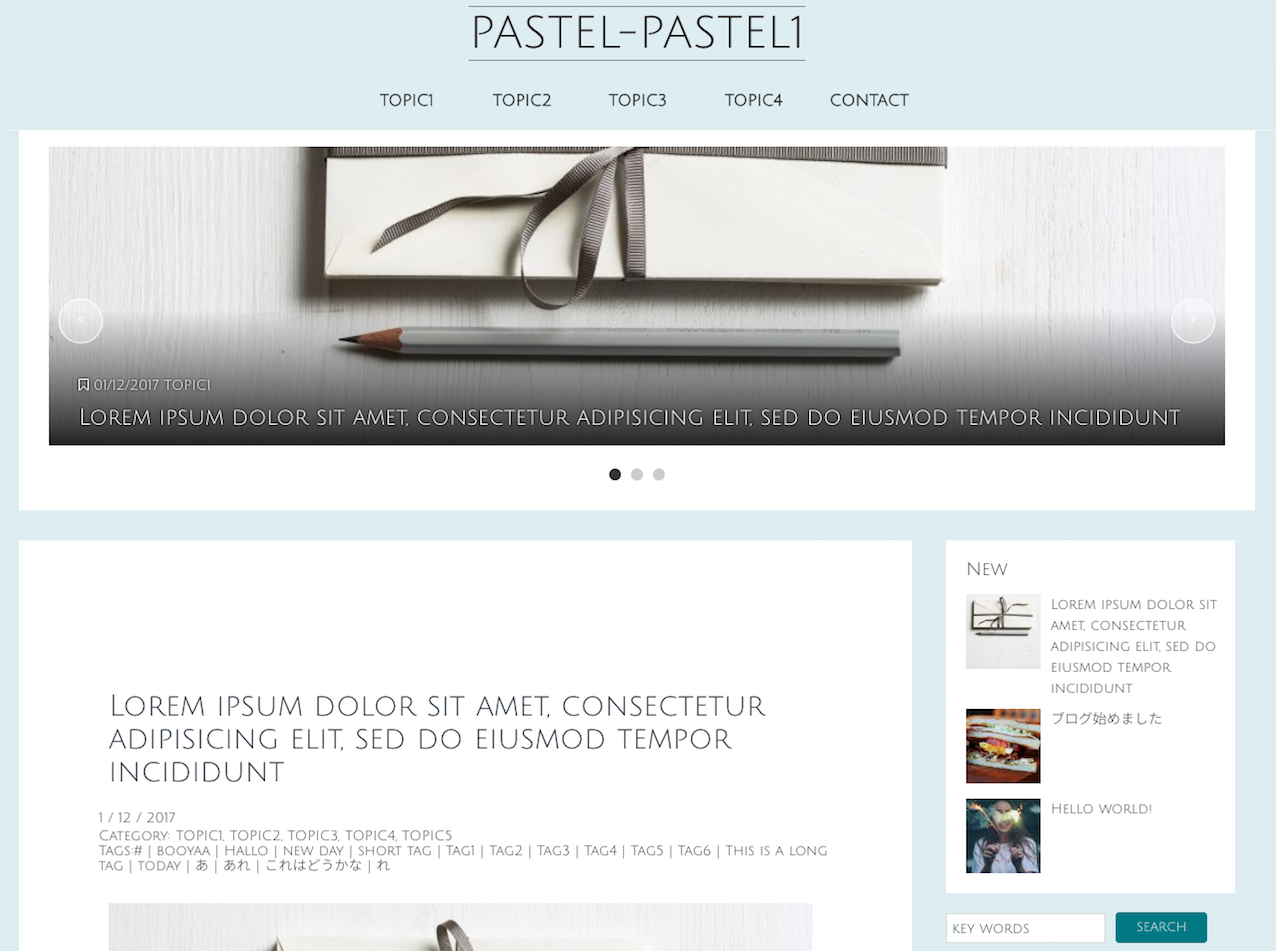 PASTEL-PASTEL1
TOPIC1 TOPIC2 TOPIC3 TOPIC4 CONTACT
< >
01/12/2017 TOPIC1
Lorem ipsum dolor sit amet, consectetur adipisicing elit, sed do eiusmod tempor incididunt
Lorem ipsum dolor sit amet, consectetur
adipisicing elit, sed do eiusmod tempor
incididunt
1 / 12 / 2017
Category: TOPIC1, TOPIC2, TOPIC3, TOPIC4, TOPIC5
Tags:# | booyaa | Hallo | new day | short tag | Tag1 | Tag2 | Tag3 | Tag4 | Tag5 | Tag6 | This is a long
tag | today | あ | あれ | これはどうかな | れ
New
Lorem ipsum dolor sit
amet, consectetur
adipisicing elit, sed do
eiusmod tempor
incididunt
ブログ始めました
Hello world!
KEY WORDS
SEARCH